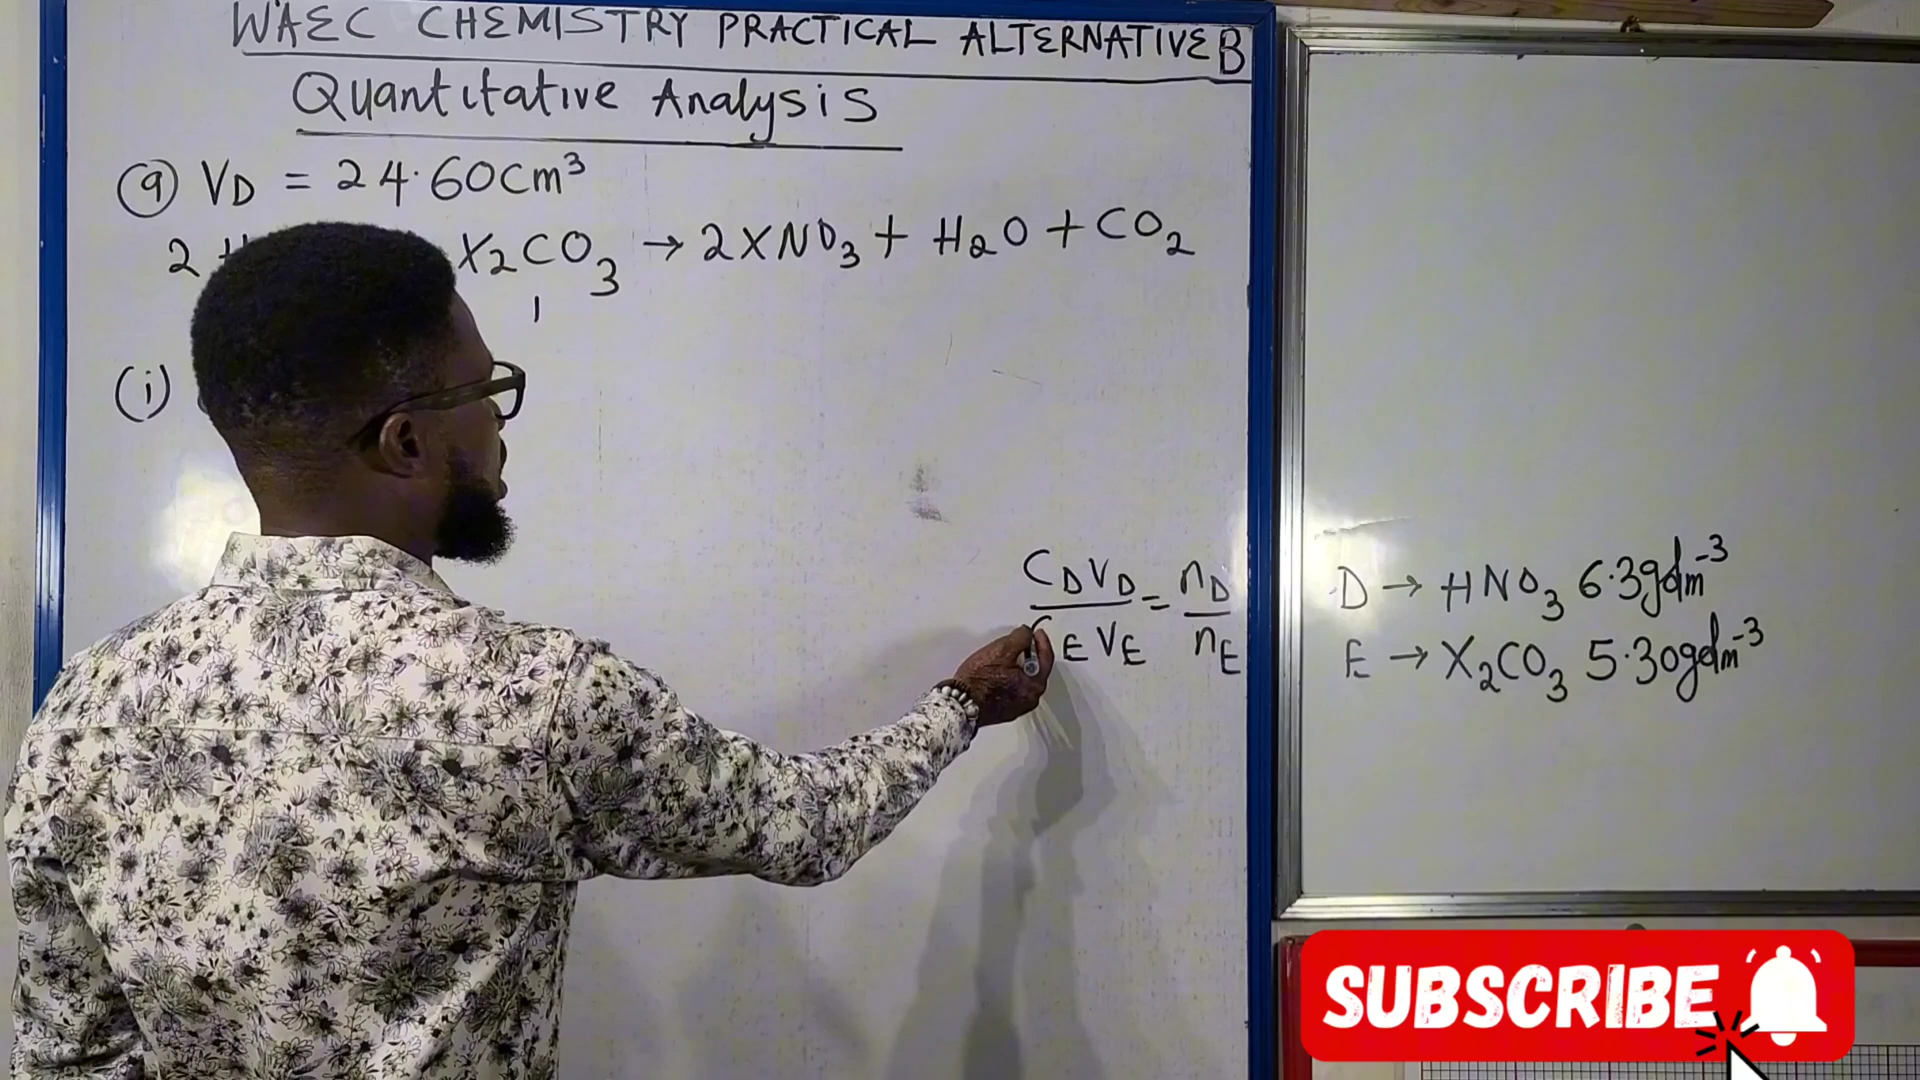 WAEC CHEMISTRY PRACTICAL ALTERNATIVE B
Quantitative Analysis
(a) VD = 24.60cm³
2 X₂CO₃ → 2XNO₃ + H₂O + CO₂
1
(i)
CDVD = nD
CEVE nE
D → HNO₃ 6.3gdm⁻³
E → X₂CO₃ 5.30gdm⁻³
SUBSCRIBE